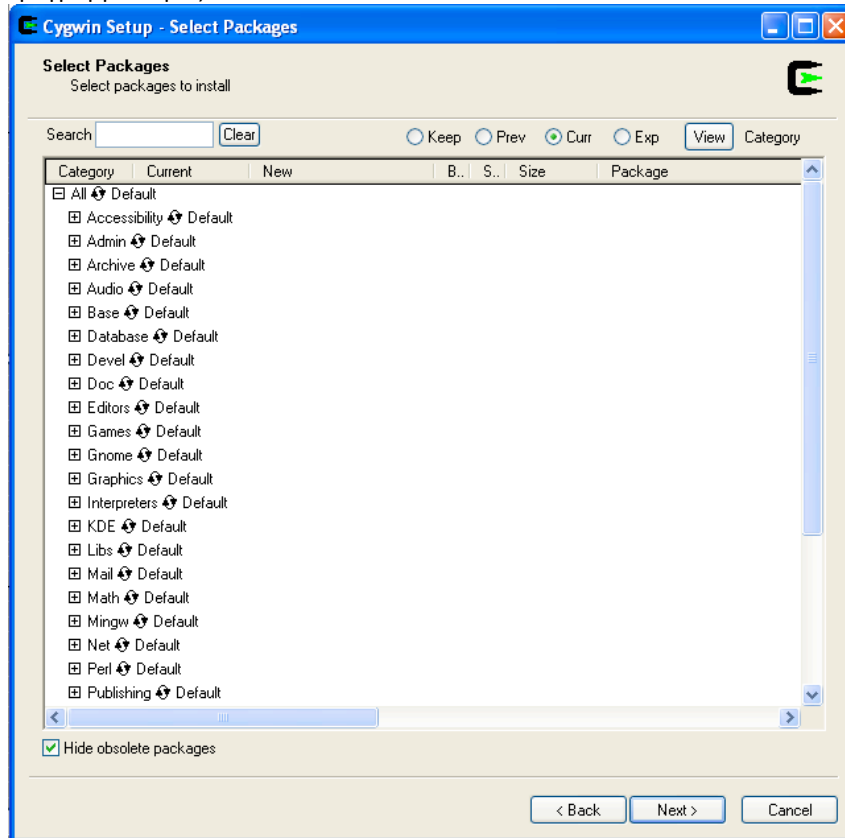 Cygwin Setup - Select Packages
Select Packages
Select packages to install
Search Clear Keep Prev Curr Exp View Category
Category Current New B.. S.. Size Package
All Default
Accessibility Default
Admin Default
Archive Default
Audio Default
Base Default
Database Default
Devel Default
Doc Default
Editors Default
Games Default
Gnome Default
Graphics Default
Interpreters Default
KDE Default
Libs Default
Mail Default
Math Default
Mingw Default
Net Default
Perl Default
Publishing Default
Hide obsolete packages
< Back Next > Cancel